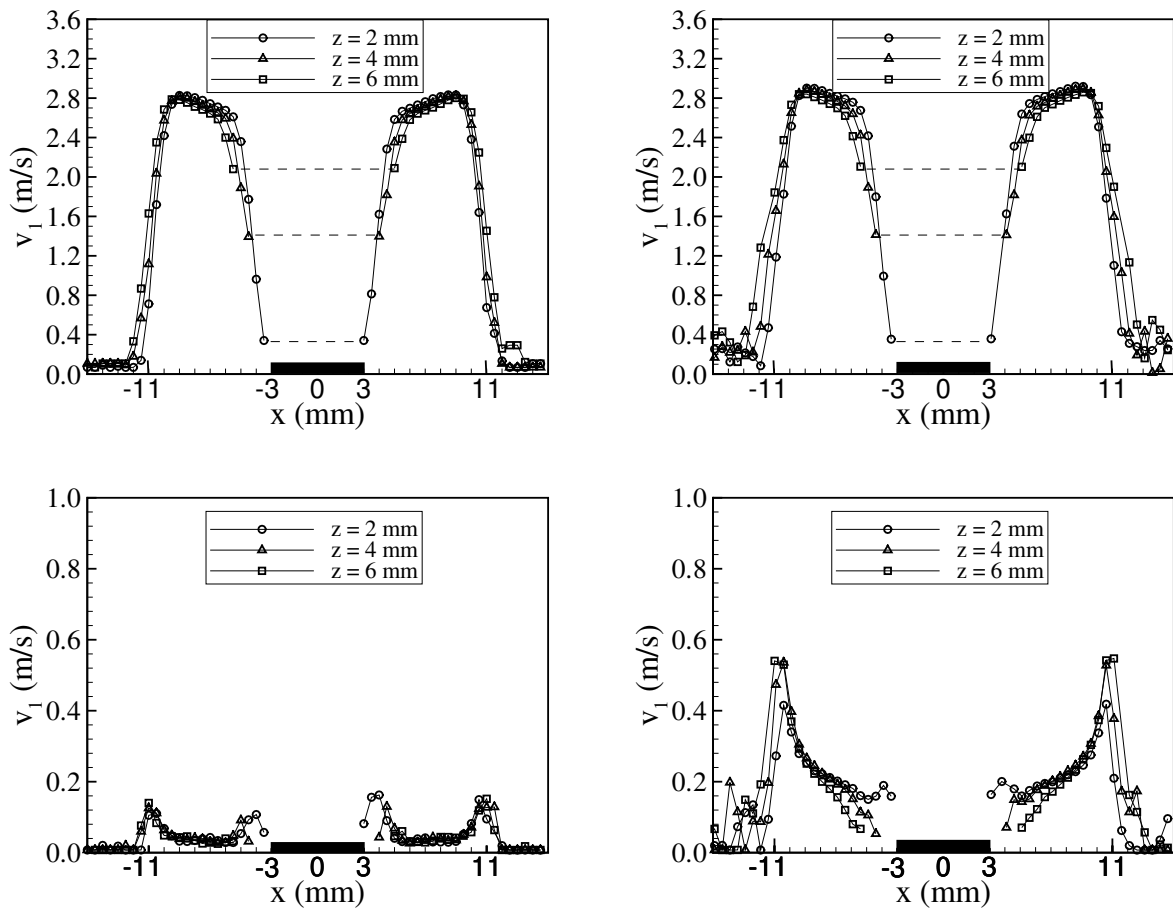 3.6
3.2
2.8
2.4
2.0
1.6
1.2
0.8
0.4
0.0
v1 (m/s)
z = 2 mm
z = 4 mm
z = 6 mm
-11 -3 0 3 11
x (mm)
3.6
3.2
2.8
2.4
2.0
1.6
1.2
0.8
0.4
0.0
v1 (m/s)
z = 2 mm
z = 4 mm
z = 6 mm
-11 -3 0 3 11
x (mm)
1.0
0.8
0.6
0.4
0.2
0.0
v1 (m/s)
z = 2 mm
z = 4 mm
z = 6 mm
-11 -3 0 3 11
x (mm)
1.0
0.8
0.6
0.4
0.2
0.0
v1 (m/s)
z = 2 mm
z = 4 mm
z = 6 mm
-11 -3 0 3 11
x (mm)